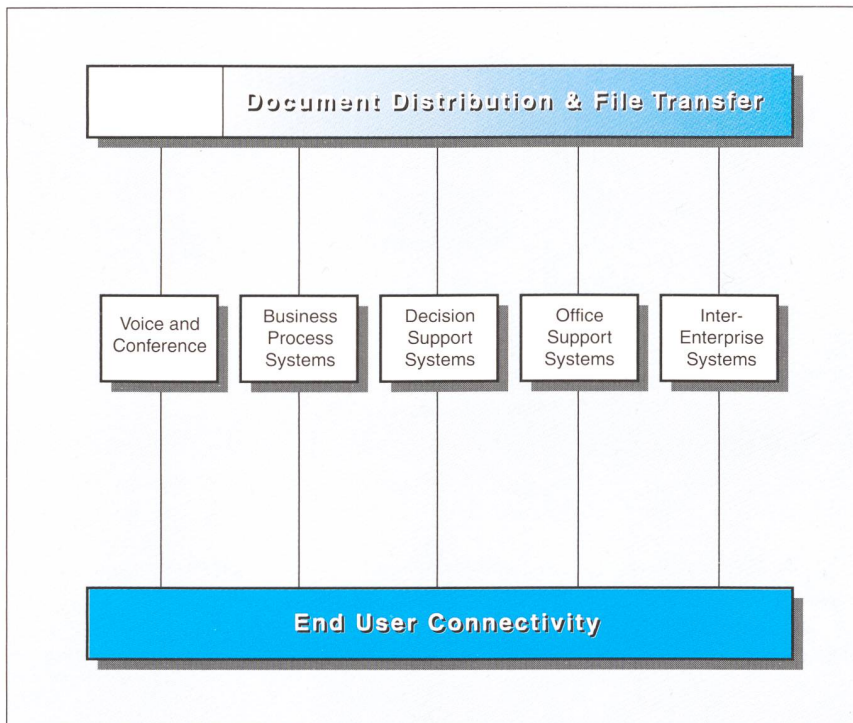 Document Distribution & File Transfer
Voice and
Conference
Business
Process
Systems
Decision
Support
Systems
Office
Support
Systems
Inter-
Enterprise
Systems
End User Connectivity